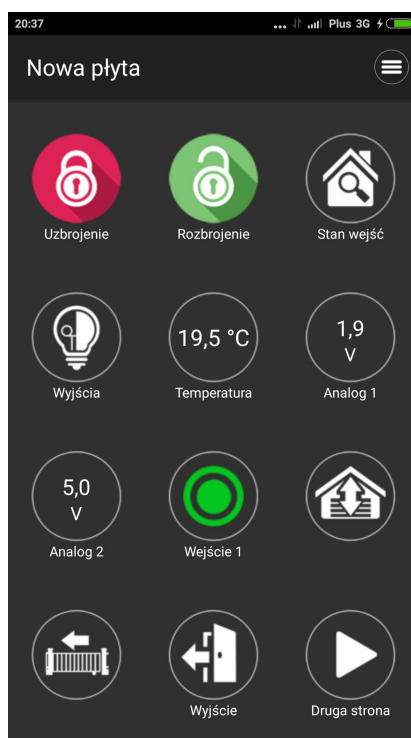 20:37
Plus 3G
Nowa płyta
Uzbrojenie
Rozbrojenie
Stan wejść
Wyjścia
19,5 °C
Temperatura
1,9
V
Analog 1
5,0
V
Analog 2
Wejście 1
Wyjście
Druga strona